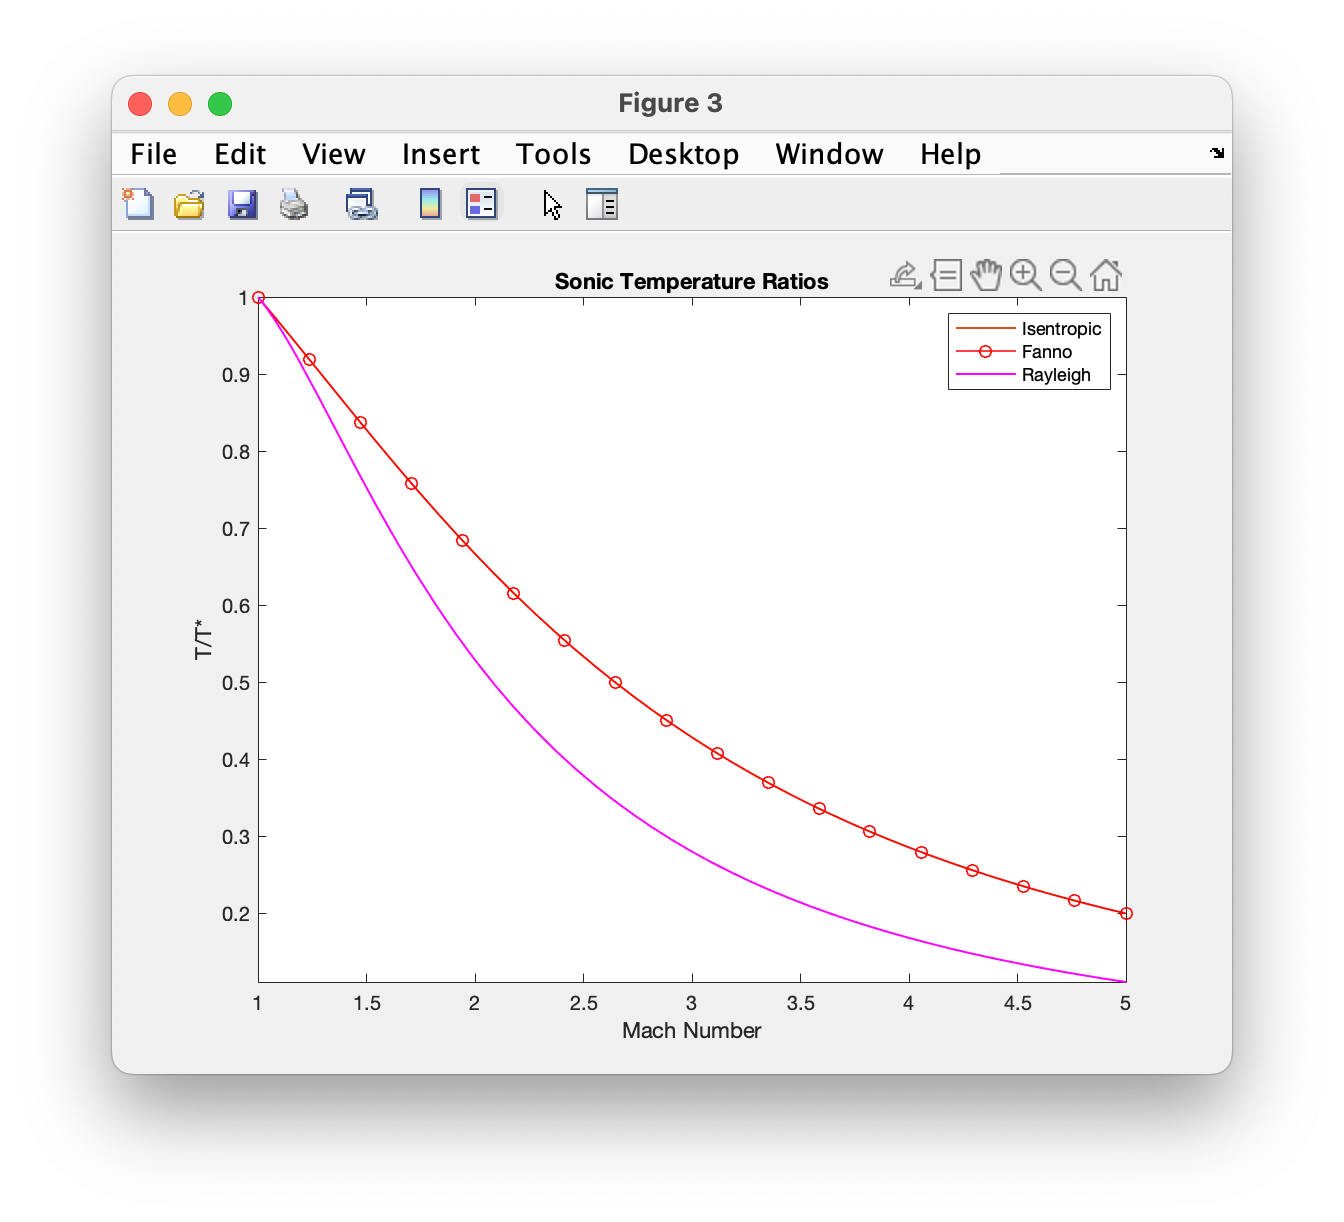 Figure 3
File Edit View Insert Tools Desktop Window Help
Sonic Temperature Ratios
Isentropic
Fanno
Rayleigh
1
0.9
0.8
0.7
0.6
0.5
0.4
0.3
0.2
T/T*
1 1.5 2 2.5 3 3.5 4 4.5 5
Mach Number